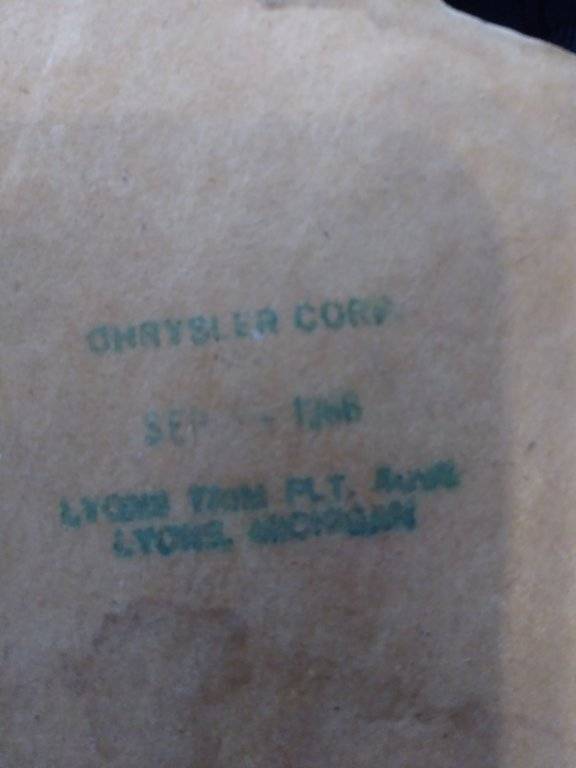 CHRYSLER CORP.
SEP
LYONS TRIM PLT.
LYONS, MICHIGAN